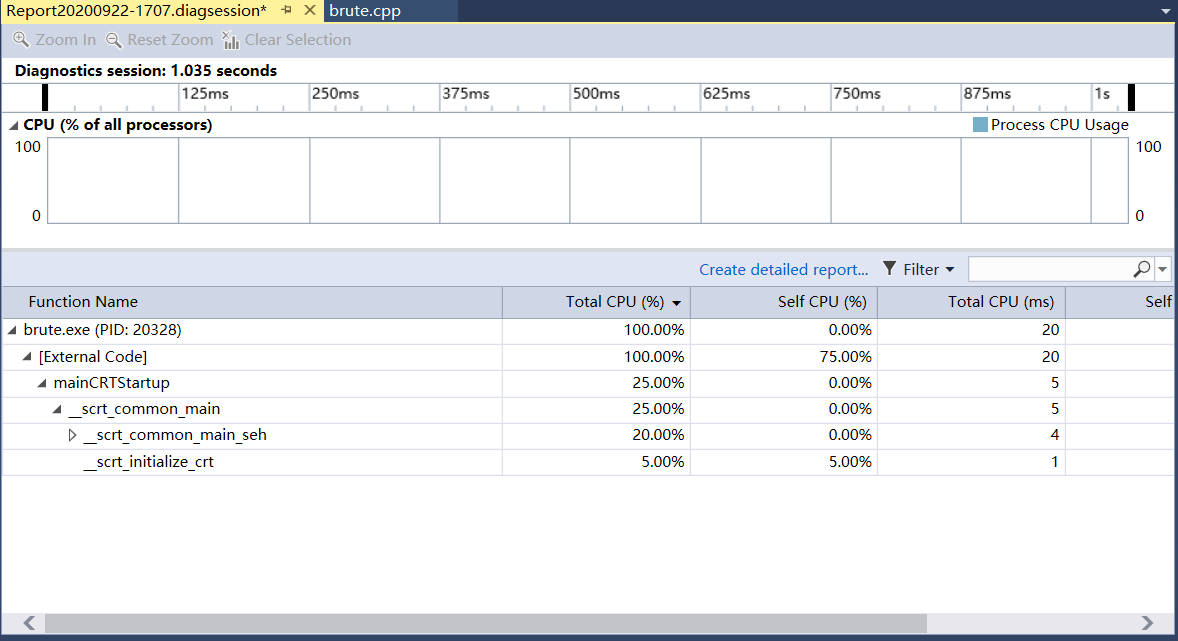 Report20200922-1707.diagsession* brute.cpp
Zoom In Reset Zoom Clear Selection
Diagnostics session: 1.035 seconds
125ms 250ms 375ms 500ms 625ms 750ms 875ms 1s
CPU (% of all processors) Process CPU Usage
100 100
0 0
Create detailed report... Filter
Function Name Total CPU (%) Self CPU (%) Total CPU (ms) Self
brute.exe (PID: 20328) 100.00% 0.00% 20
[External Code] 100.00% 75.00% 20
mainCRTStartup 25.00% 0.00% 5
__scrt_common_main 25.00% 0.00% 5
__scrt_common_main_seh 20.00% 0.00% 4
__scrt_initialize_crt 5.00% 5.00% 1